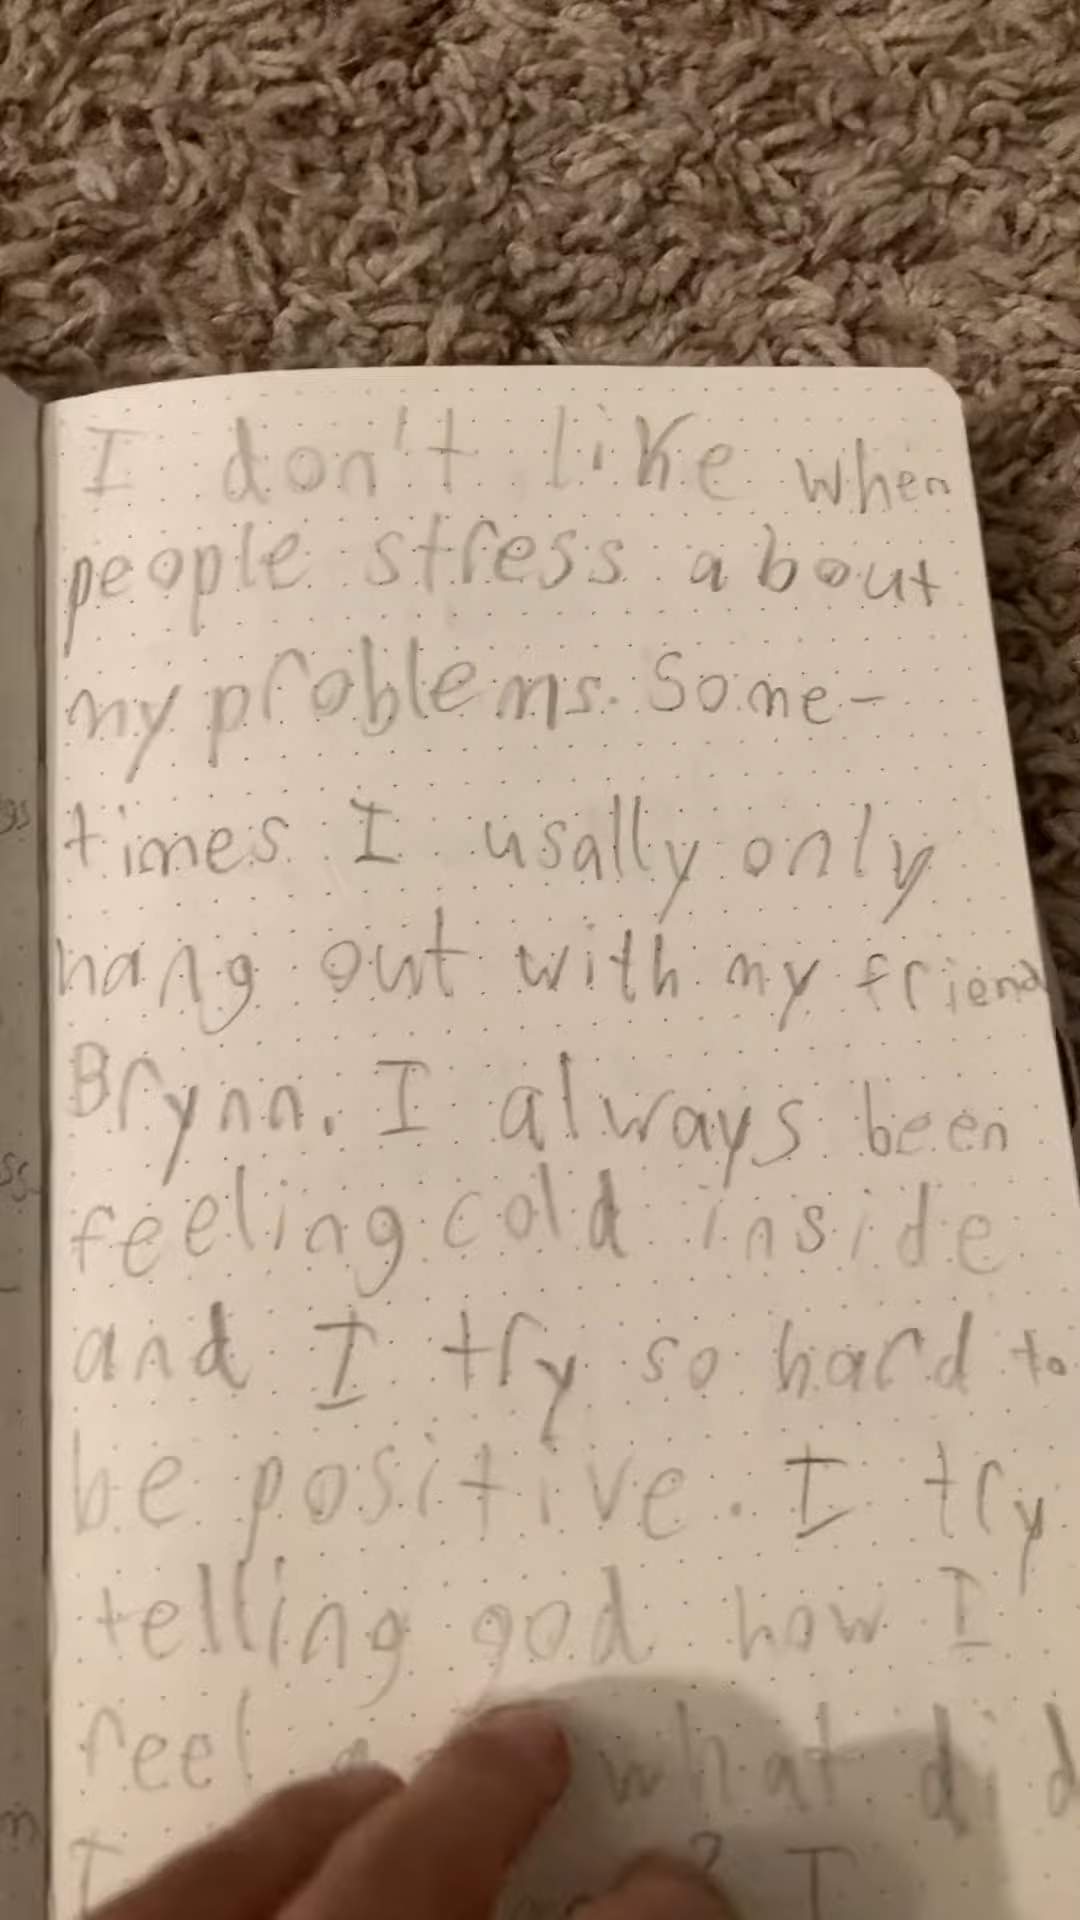 I don't like when
people stress about
my problems. Some-
times I usally only
hang out with my friend
Brynn. I always been
feeling cold inside
and I try so hard to
be positive. I try
telling god how I
feel what did
I ? I